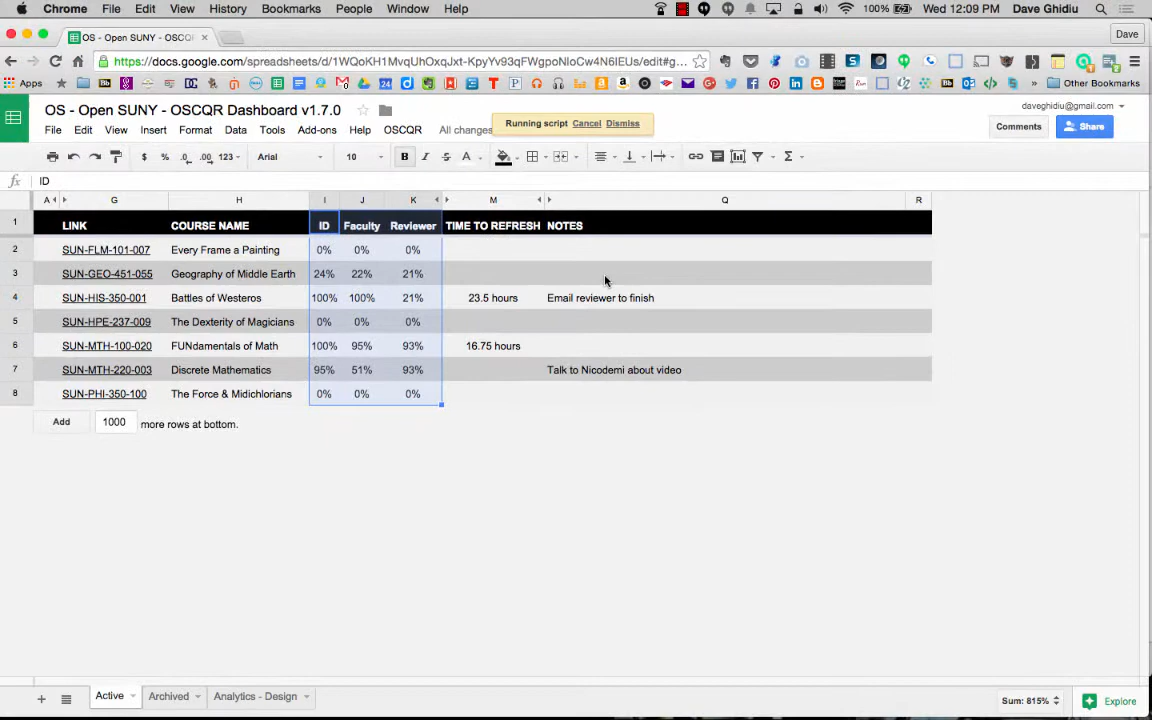 Chrome File Edit View History Bookmarks People Window Help 100% Wed 12:09 PM Dave Ghidiu
OS - Open SUNY - OSCQR Dave
https://docs.google.com/spreadsheets/d/1WQoKH1MvqUhOxqJxt-KpyYv93qFWgpoNloCw4N6IEUs/edit#g...
Apps Other Bookmarks
OS - Open SUNY - OSCQR Dashboard v1.7.0 daveghidiu@gmail.com
Running script Cancel Dismiss
File Edit View Insert Format Data Tools Add-ons Help OSCQR All changes Comments Share
$ % .0 .00 123 Arial 10 B I S A Σ
fx ID
A G H I J K M Q R
1 LINK COURSE NAME ID Faculty Reviewer TIME TO REFRESH NOTES
2 SUN-FLM-101-007 Every Frame a Painting 0% 0% 0%
3 SUN-GEO-451-055 Geography of Middle Earth 24% 22% 21%
4 SUN-HIS-350-001 Battles of Westeros 100% 100% 21% 23.5 hours Email reviewer to finish
5 SUN-HPE-237-009 The Dexterity of Magicians 0% 0% 0%
6 SUN-MTH-100-020 FUNdamentals of Math 100% 95% 93% 16.75 hours
7 SUN-MTH-220-003 Discrete Mathematics 95% 51% 93% Talk to Nicodemi about video
8 SUN-PHI-350-100 The Force & Midichlorians 0% 0% 0%
Add 1000 more rows at bottom.
+ Active Archived Analytics - Design Sum: 815% Explore